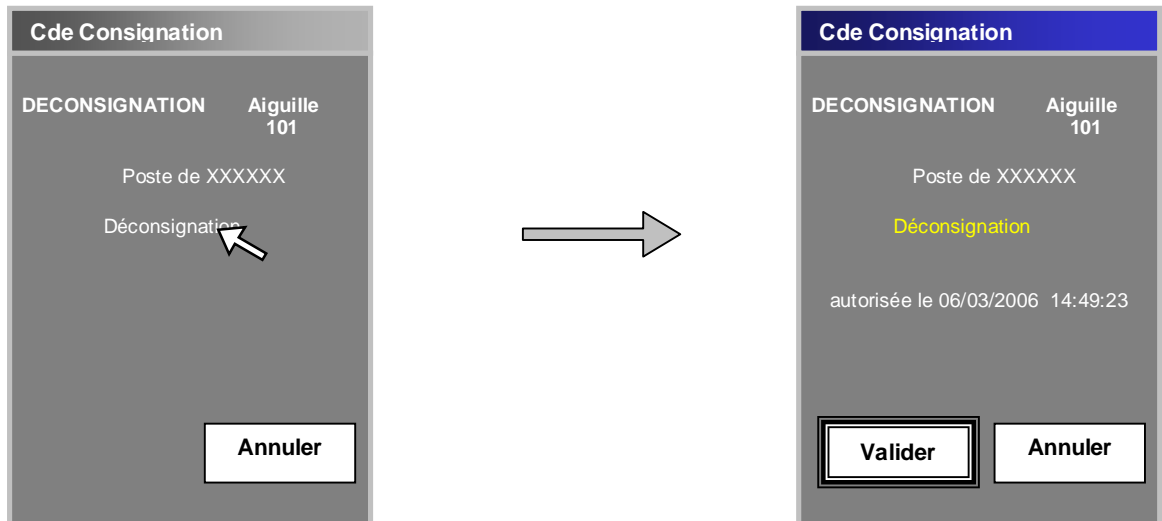 Cde Consignation
DECONSIGNATION Aiguille
101
Poste de XXXXXX
Déconsignation
Annuler
Cde Consignation
DECONSIGNATION Aiguille
101
Poste de XXXXXX
Déconsignation
autorisée le 06/03/2006 14:49:23
Valider Annuler